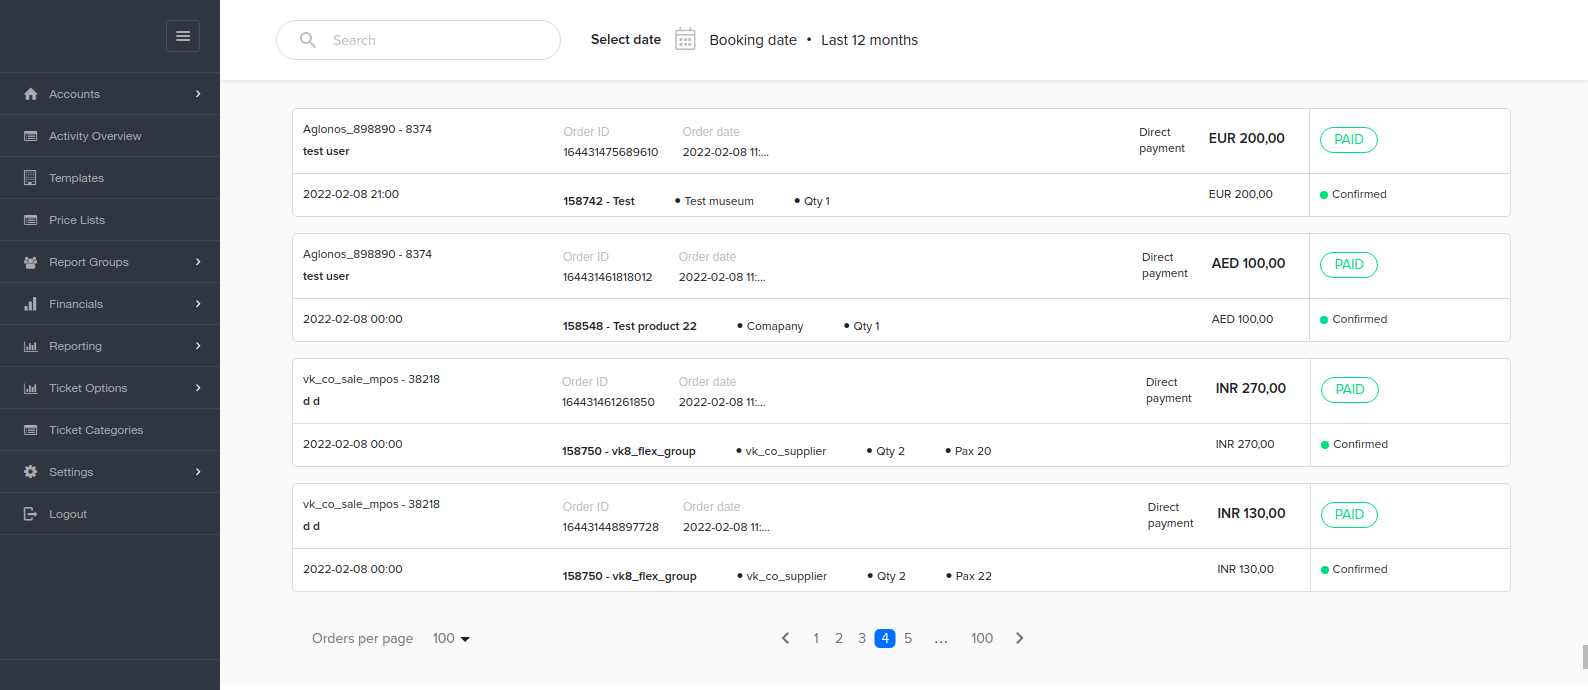 Search
Select date Booking date • Last 12 months
Accounts
Activity Overview
Templates
Price Lists
Report Groups
Financials
Reporting
Ticket Options
Ticket Categories
Settings
Logout
Aglonos_898890 - 8374 Order ID Order date Direct payment EUR 200,00 PAID
test user 164431475689610 2022-02-08 11:...
2022-02-08 21:00 158742 - Test • Test museum • Qty 1 EUR 200,00 Confirmed
Aglonos_898890 - 8374 Order ID Order date Direct payment AED 100,00 PAID
test user 164431461818012 2022-02-08 11:...
2022-02-08 00:00 158548 - Test product 22 • Comapany • Qty 1 AED 100,00 Confirmed
vk_co_sale_mpos - 38218 Order ID Order date Direct payment INR 270,00 PAID
d d 164431461261850 2022-02-08 11:...
2022-02-08 00:00 158750 - vk8_flex_group • vk_co_supplier • Qty 2 • Pax 20 INR 270,00 Confirmed
vk_co_sale_mpos - 38218 Order ID Order date Direct payment INR 130,00 PAID
d d 164431448897728 2022-02-08 11:...
2022-02-08 00:00 158750 - vk8_flex_group • vk_co_supplier • Qty 2 • Pax 22 INR 130,00 Confirmed
Orders per page 100 1 2 3 4 5 ... 100